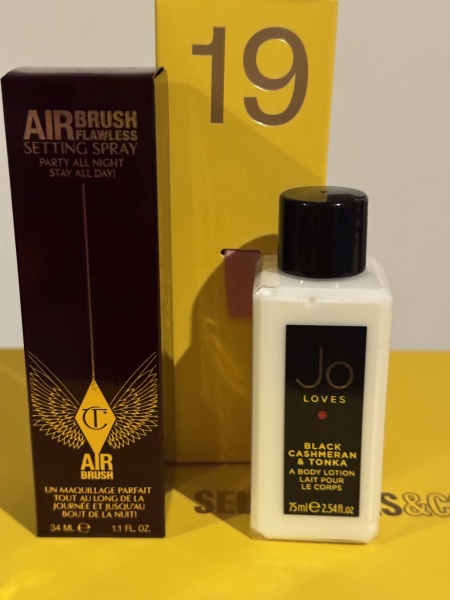 19
AIRBRUSH
FLAWLESS
SETTING SPRAY
PARTY ALL NIGHT
STAY ALL DAY!
CT
AIR
BRUSH
UN MAQUILLAGE PARFAIT
TOUT AU LONG DE LA
JOURNÉE ET JUSQU'AU
BOUT DE LA NUIT!
34 ML ℮ 1.1 FL. OZ.
Jo
LOVES
BLACK
CASHMERAN
& TONKA
A BODY LOTION
LAIT POUR
LE CORPS
75ml ℮ 2.54fl.oz